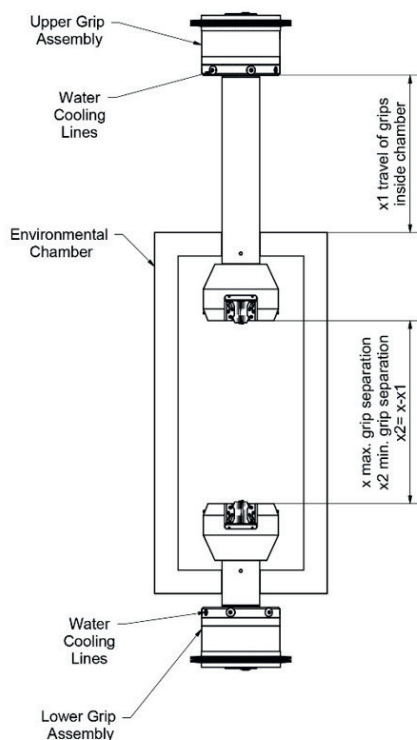 Upper Grip
Assembly
Water
Cooling
Lines
x1 travel of grips
inside chamber
Environmental
Chamber
x max. grip separation
x2 min. grip separation
x2= x-x1
Water
Cooling
Lines
Lower Grip
Assembly